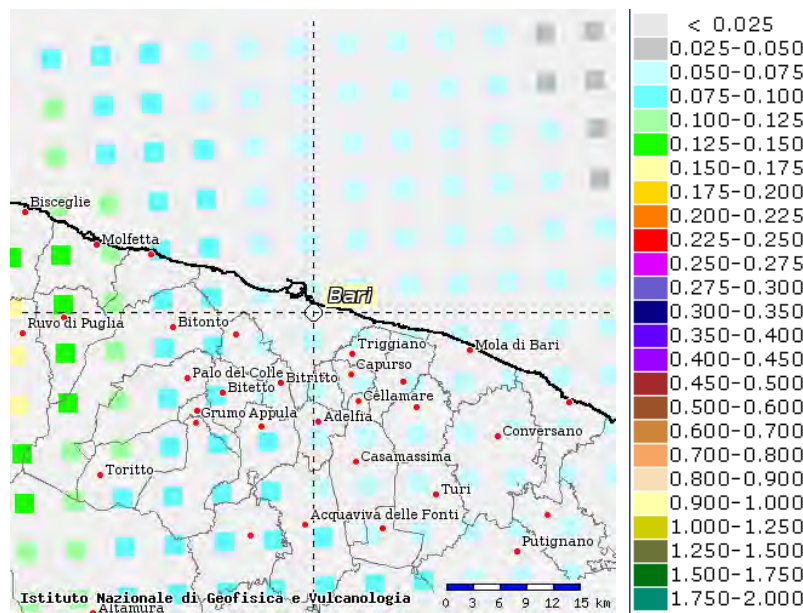 Bisceglie
Molfetta
Bari
Ruvo di Puglia
Bitonto
Triggiano
Mola di Bari
Capurso
Palo del Colle
Bitritto
Bitetto
Cellamare
Grumo Appula
Adelfia
Conversano
Casamassima
Toritto
Turi
Acquaviva delle Fonti
Putignano
Istituto Nazionale di Geofisica e Vulcanologia
0 3 6 9 12 15 km
Altamura
< 0.025
0.025-0.050
0.050-0.075
0.075-0.100
0.100-0.125
0.125-0.150
0.150-0.175
0.175-0.200
0.200-0.225
0.225-0.250
0.250-0.275
0.275-0.300
0.300-0.350
0.350-0.400
0.400-0.450
0.450-0.500
0.500-0.600
0.600-0.700
0.700-0.800
0.800-0.900
0.900-1.000
1.000-1.250
1.250-1.500
1.500-1.750
1.750-2.000